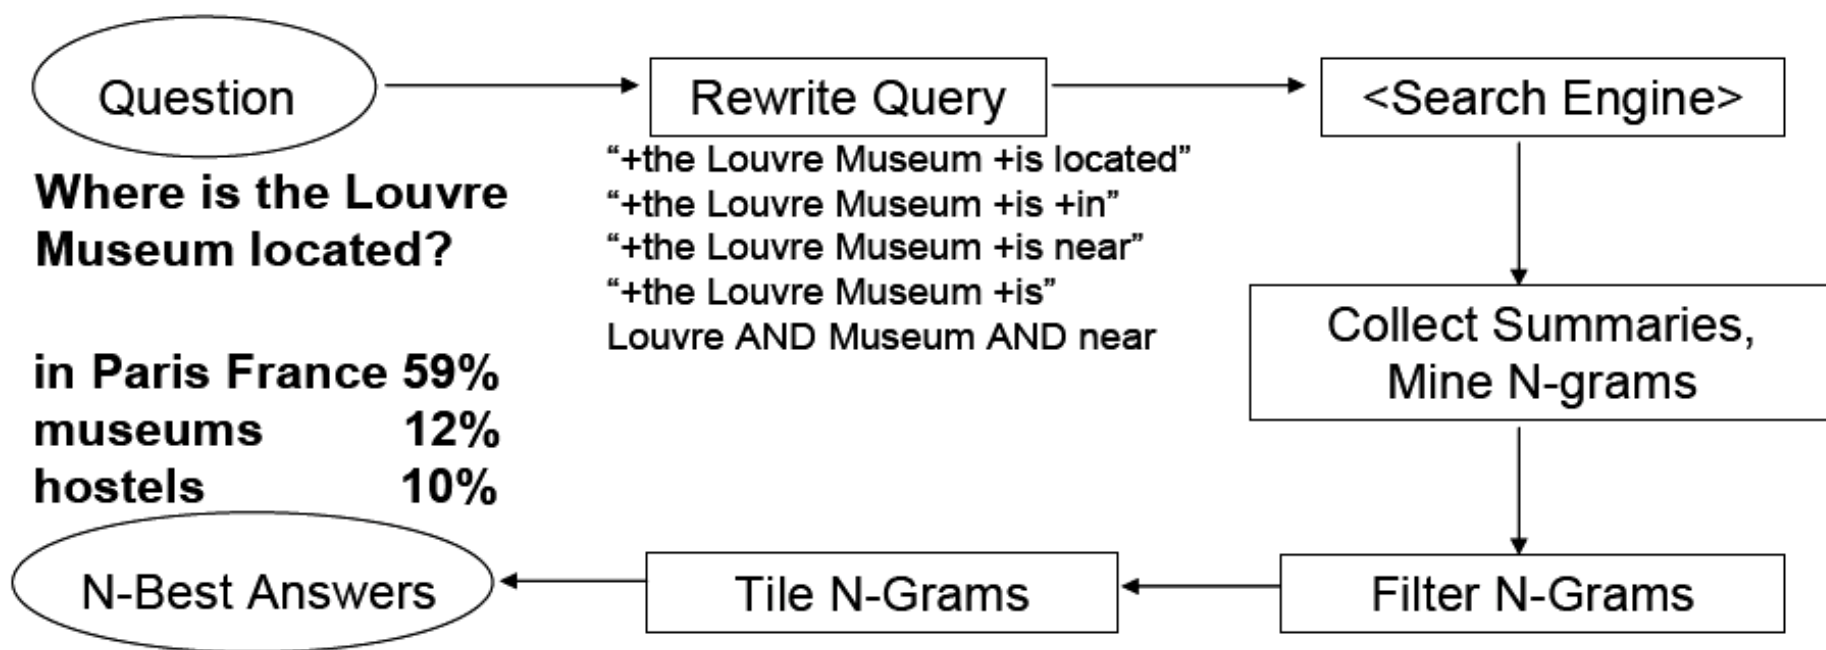 Question
Rewrite Query
<Search Engine>
Where is the Louvre
Museum located?
“+the Louvre Museum +is located”
“+the Louvre Museum +is +in”
“+the Louvre Museum +is near”
“+the Louvre Museum +is”
Louvre AND Museum AND near
Collect Summaries,
Mine N-grams
in Paris France 59%
museums 12%
hostels 10%
N-Best Answers
Tile N-Grams
Filter N-Grams